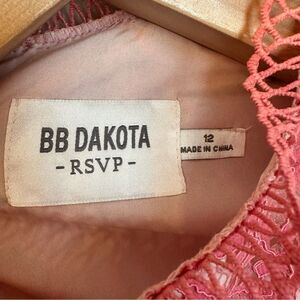 BB DAKOTA
-RSVP-
12
MADE IN CHINA